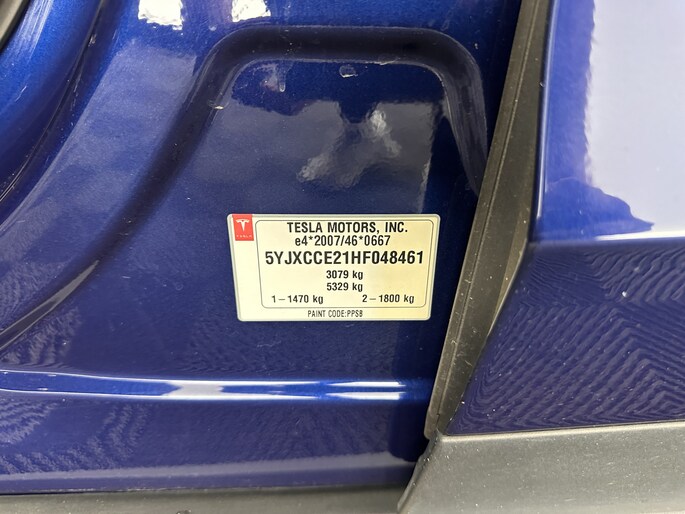 TESLA
TESLA MOTORS, INC.
e4*2007/46*0667
5YJXCCE21HF048461
3079 kg
5329 kg
1 – 1470 kg 2 – 1800 kg
PAINT CODE:PPSB